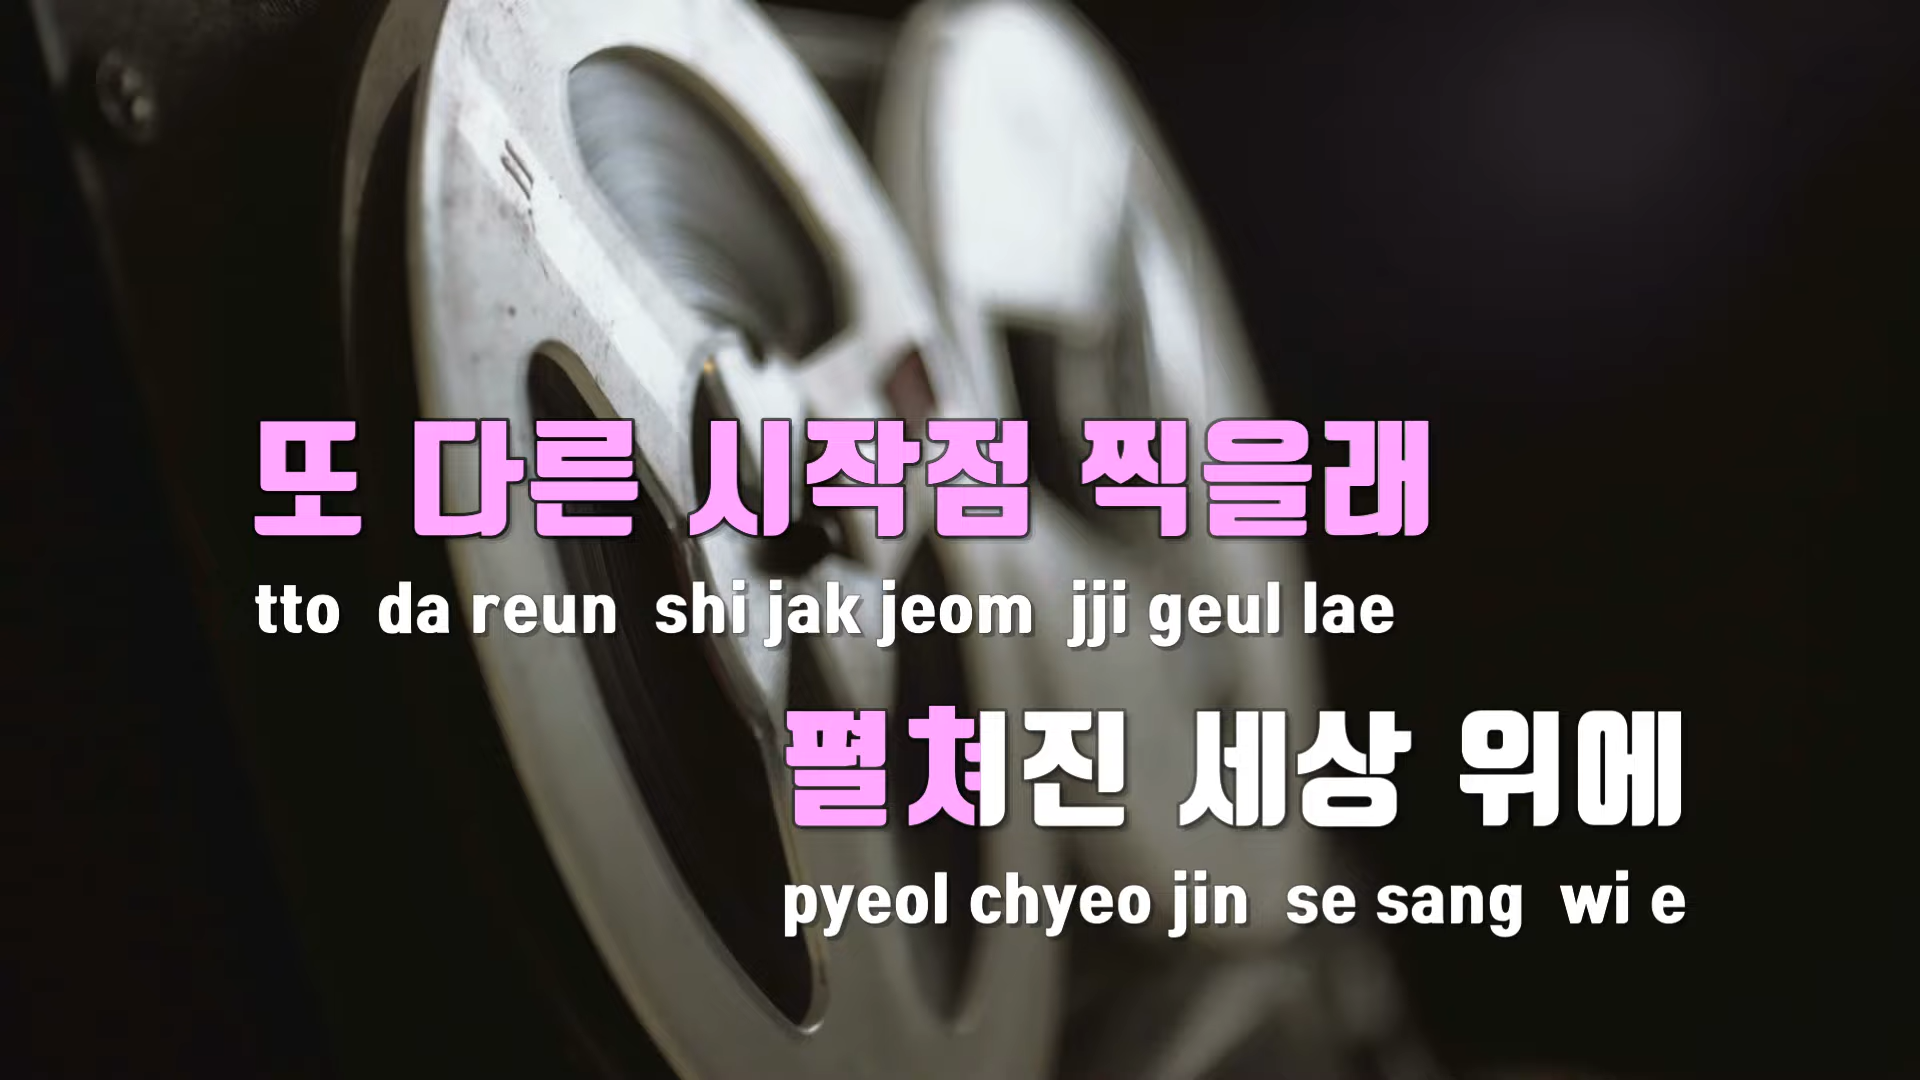 또 다른 시작점 찍을래
tto da reun shi jak jeom jji geul lae
펼쳐진 세상 위에
pyeol chyeo jin se sang wi e